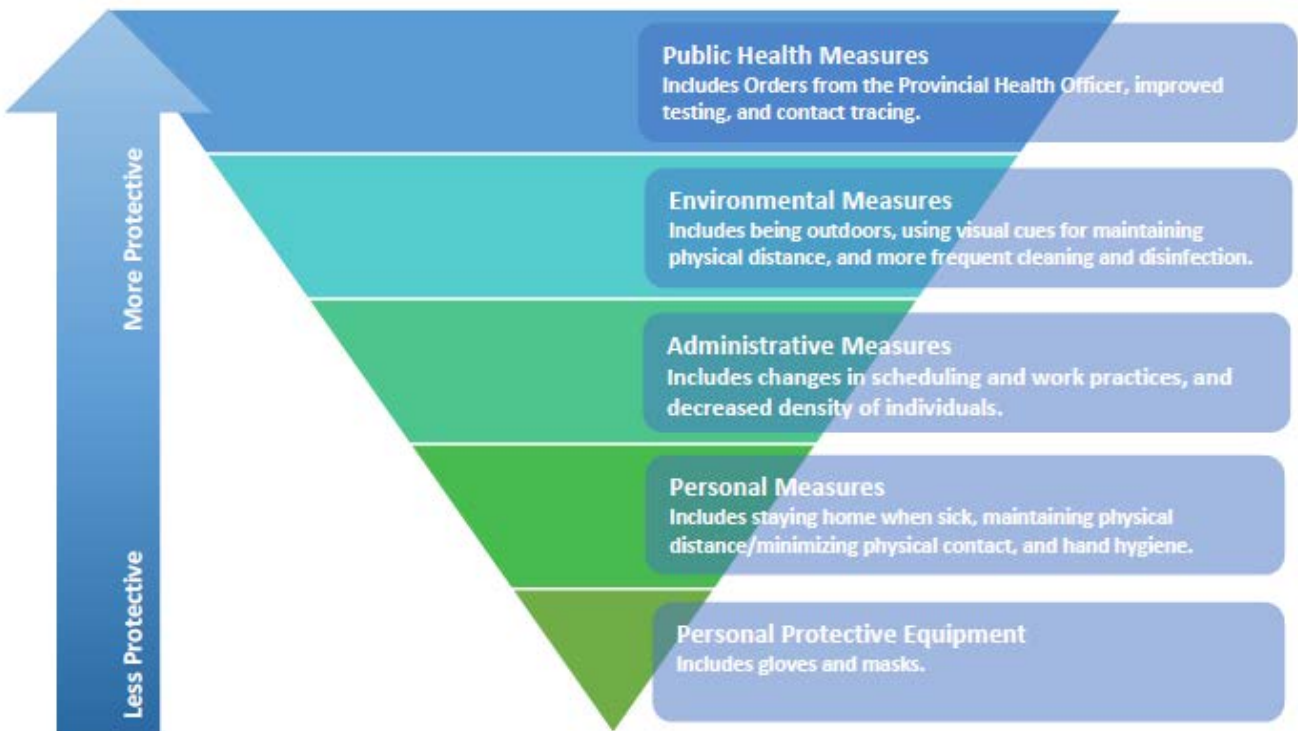 More Protective
Less Protective
Public Health Measures
Includes Orders from the Provincial Health Officer, improved
testing, and contact tracing.
Environmental Measures
Includes being outdoors, using visual cues for maintaining
physical distance, and more frequent cleaning and disinfection.
Administrative Measures
Includes changes in scheduling and work practices, and
decreased density of individuals.
Personal Measures
Includes staying home when sick, maintaining physical
distance/minimizing physical contact, and hand hygiene.
Personal Protective Equipment
Includes gloves and masks.